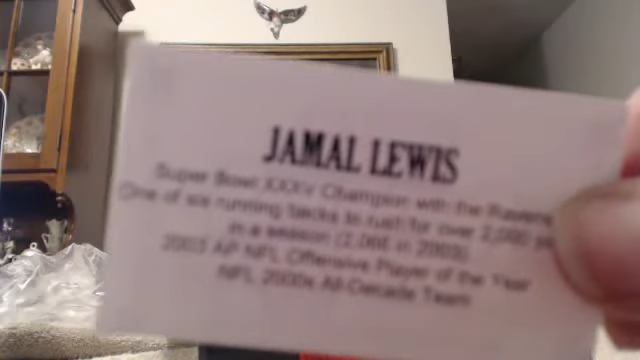 JAMAL LEWIS
Super Bowl XXXV Champion with the Ravens
One of six running backs to rush for over 2,000
in a season (2,066 in 2003)
2003 AP NFL Offensive Player of the Year
NFL 2000s All-Decade Team